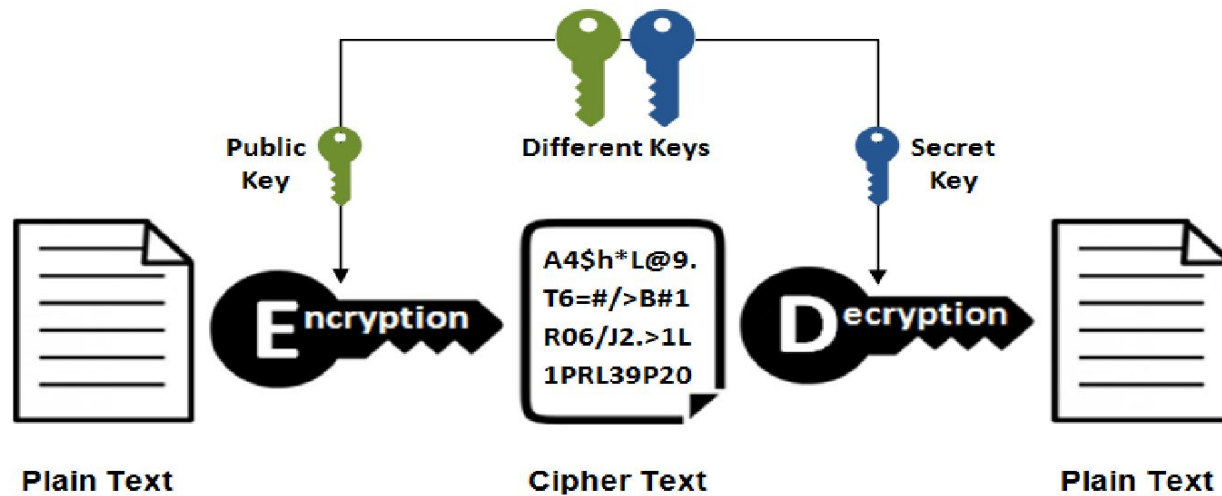 Public
Key
Different Keys
Secret
Key
Encryption
A4$h*L@9.
T6=#/>B#1
R06/J2.>1L
1PRL39P20
Decryption
Plain Text
Cipher Text
Plain Text